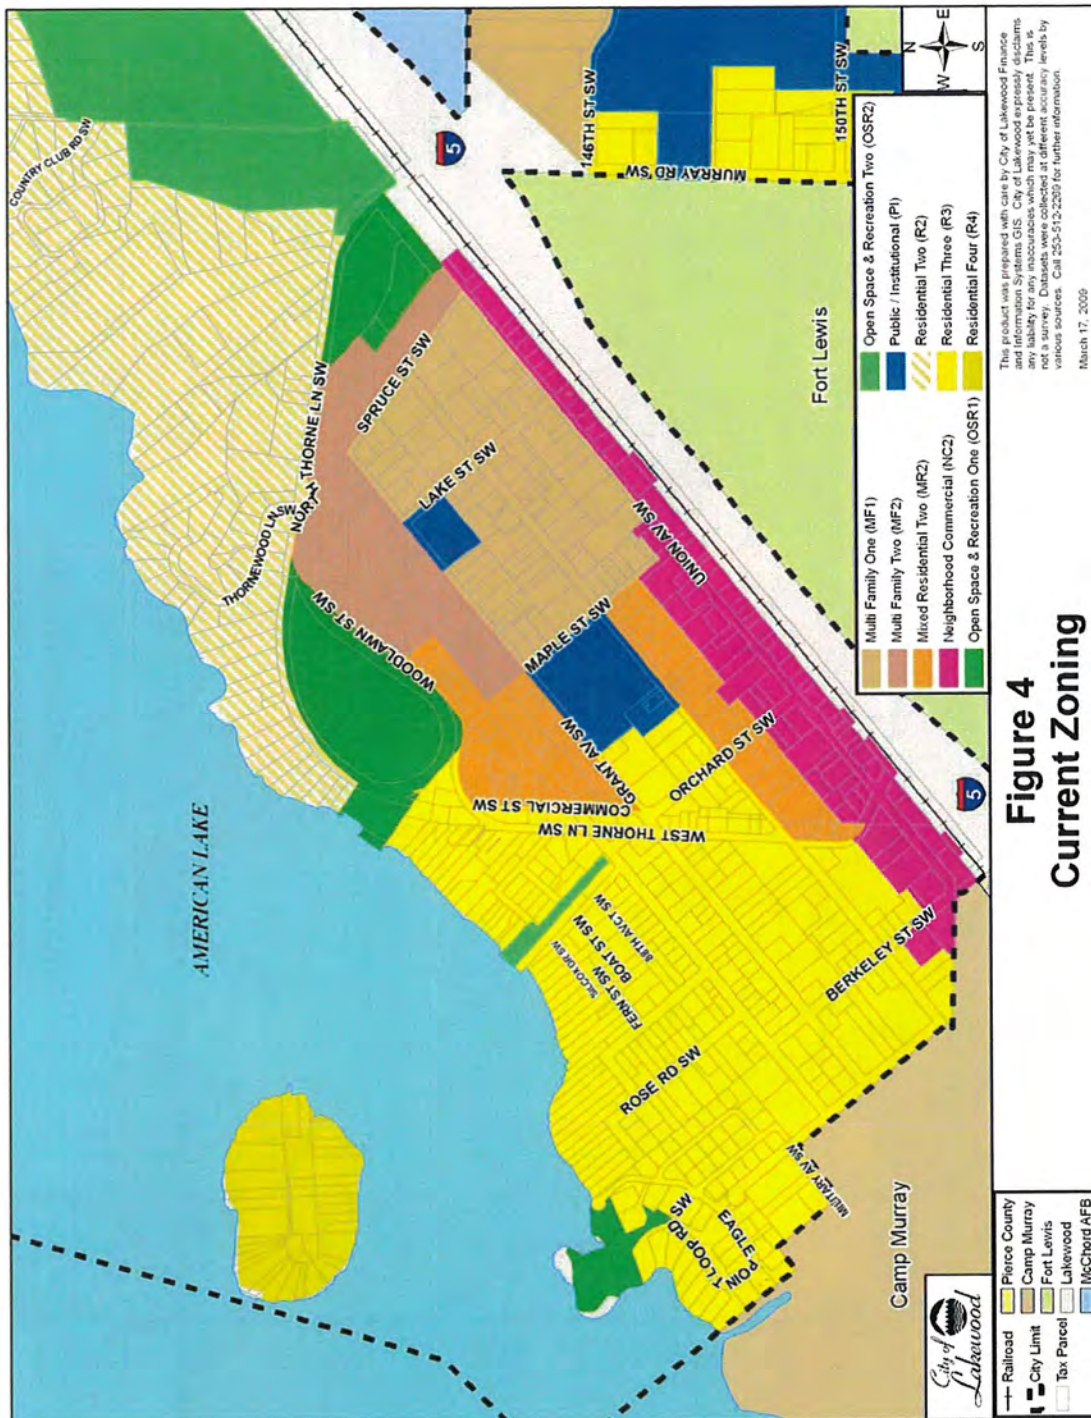 COUNTRY CLUB RD SW
AMERICAN LAKE
THORNEWOOD LN SW
NORTH THORNE LN SW
SPRUCE ST SW
LAKE ST SW
WOODLAWN ST SW
MAPLE ST SW
UNION AV SW
GRANT AV SW
COMMERCIAL ST SW
WEST THORNE LN SW
ORCHARD ST SW
SILCOX DR SW
FERN ST SW
BOAT ST SW
88TH AVCT SW
ROSE RD SW
BERKELEY ST SW
EAGLE POINT LOOP RD SW
MILITARY AV SW
Camp Murray
Fort Lewis
146TH ST SW
MURRAY RD SW
150TH ST SW
5
5
N
W
E
S
Multi Family One (MF1)
Multi Family Two (MF2)
Mixed Residential Two (MR2)
Neighborhood Commercial (NC2)
Open Space & Recreation One (OSR1)
Open Space & Recreation Two (OSR2)
Public / Institutional (PI)
Residential Two (R2)
Residential Three (R3)
Residential Four (R4)
City of
Lakewood
Railroad
City Limit
Tax Parcel
Pierce County
Camp Murray
Fort Lewis
Lakewood
McChord AFB
Figure 4
Current Zoning
This product was prepared with care by City of Lakewood Finance
and Information Systems GIS. City of Lakewood expressly disclaims
any liability for any inaccuracies which may yet be present. This is
not a survey. Datasets were collected at different accuracy levels by
various sources. Call 253-512-2269 for further information.
March 17, 2009